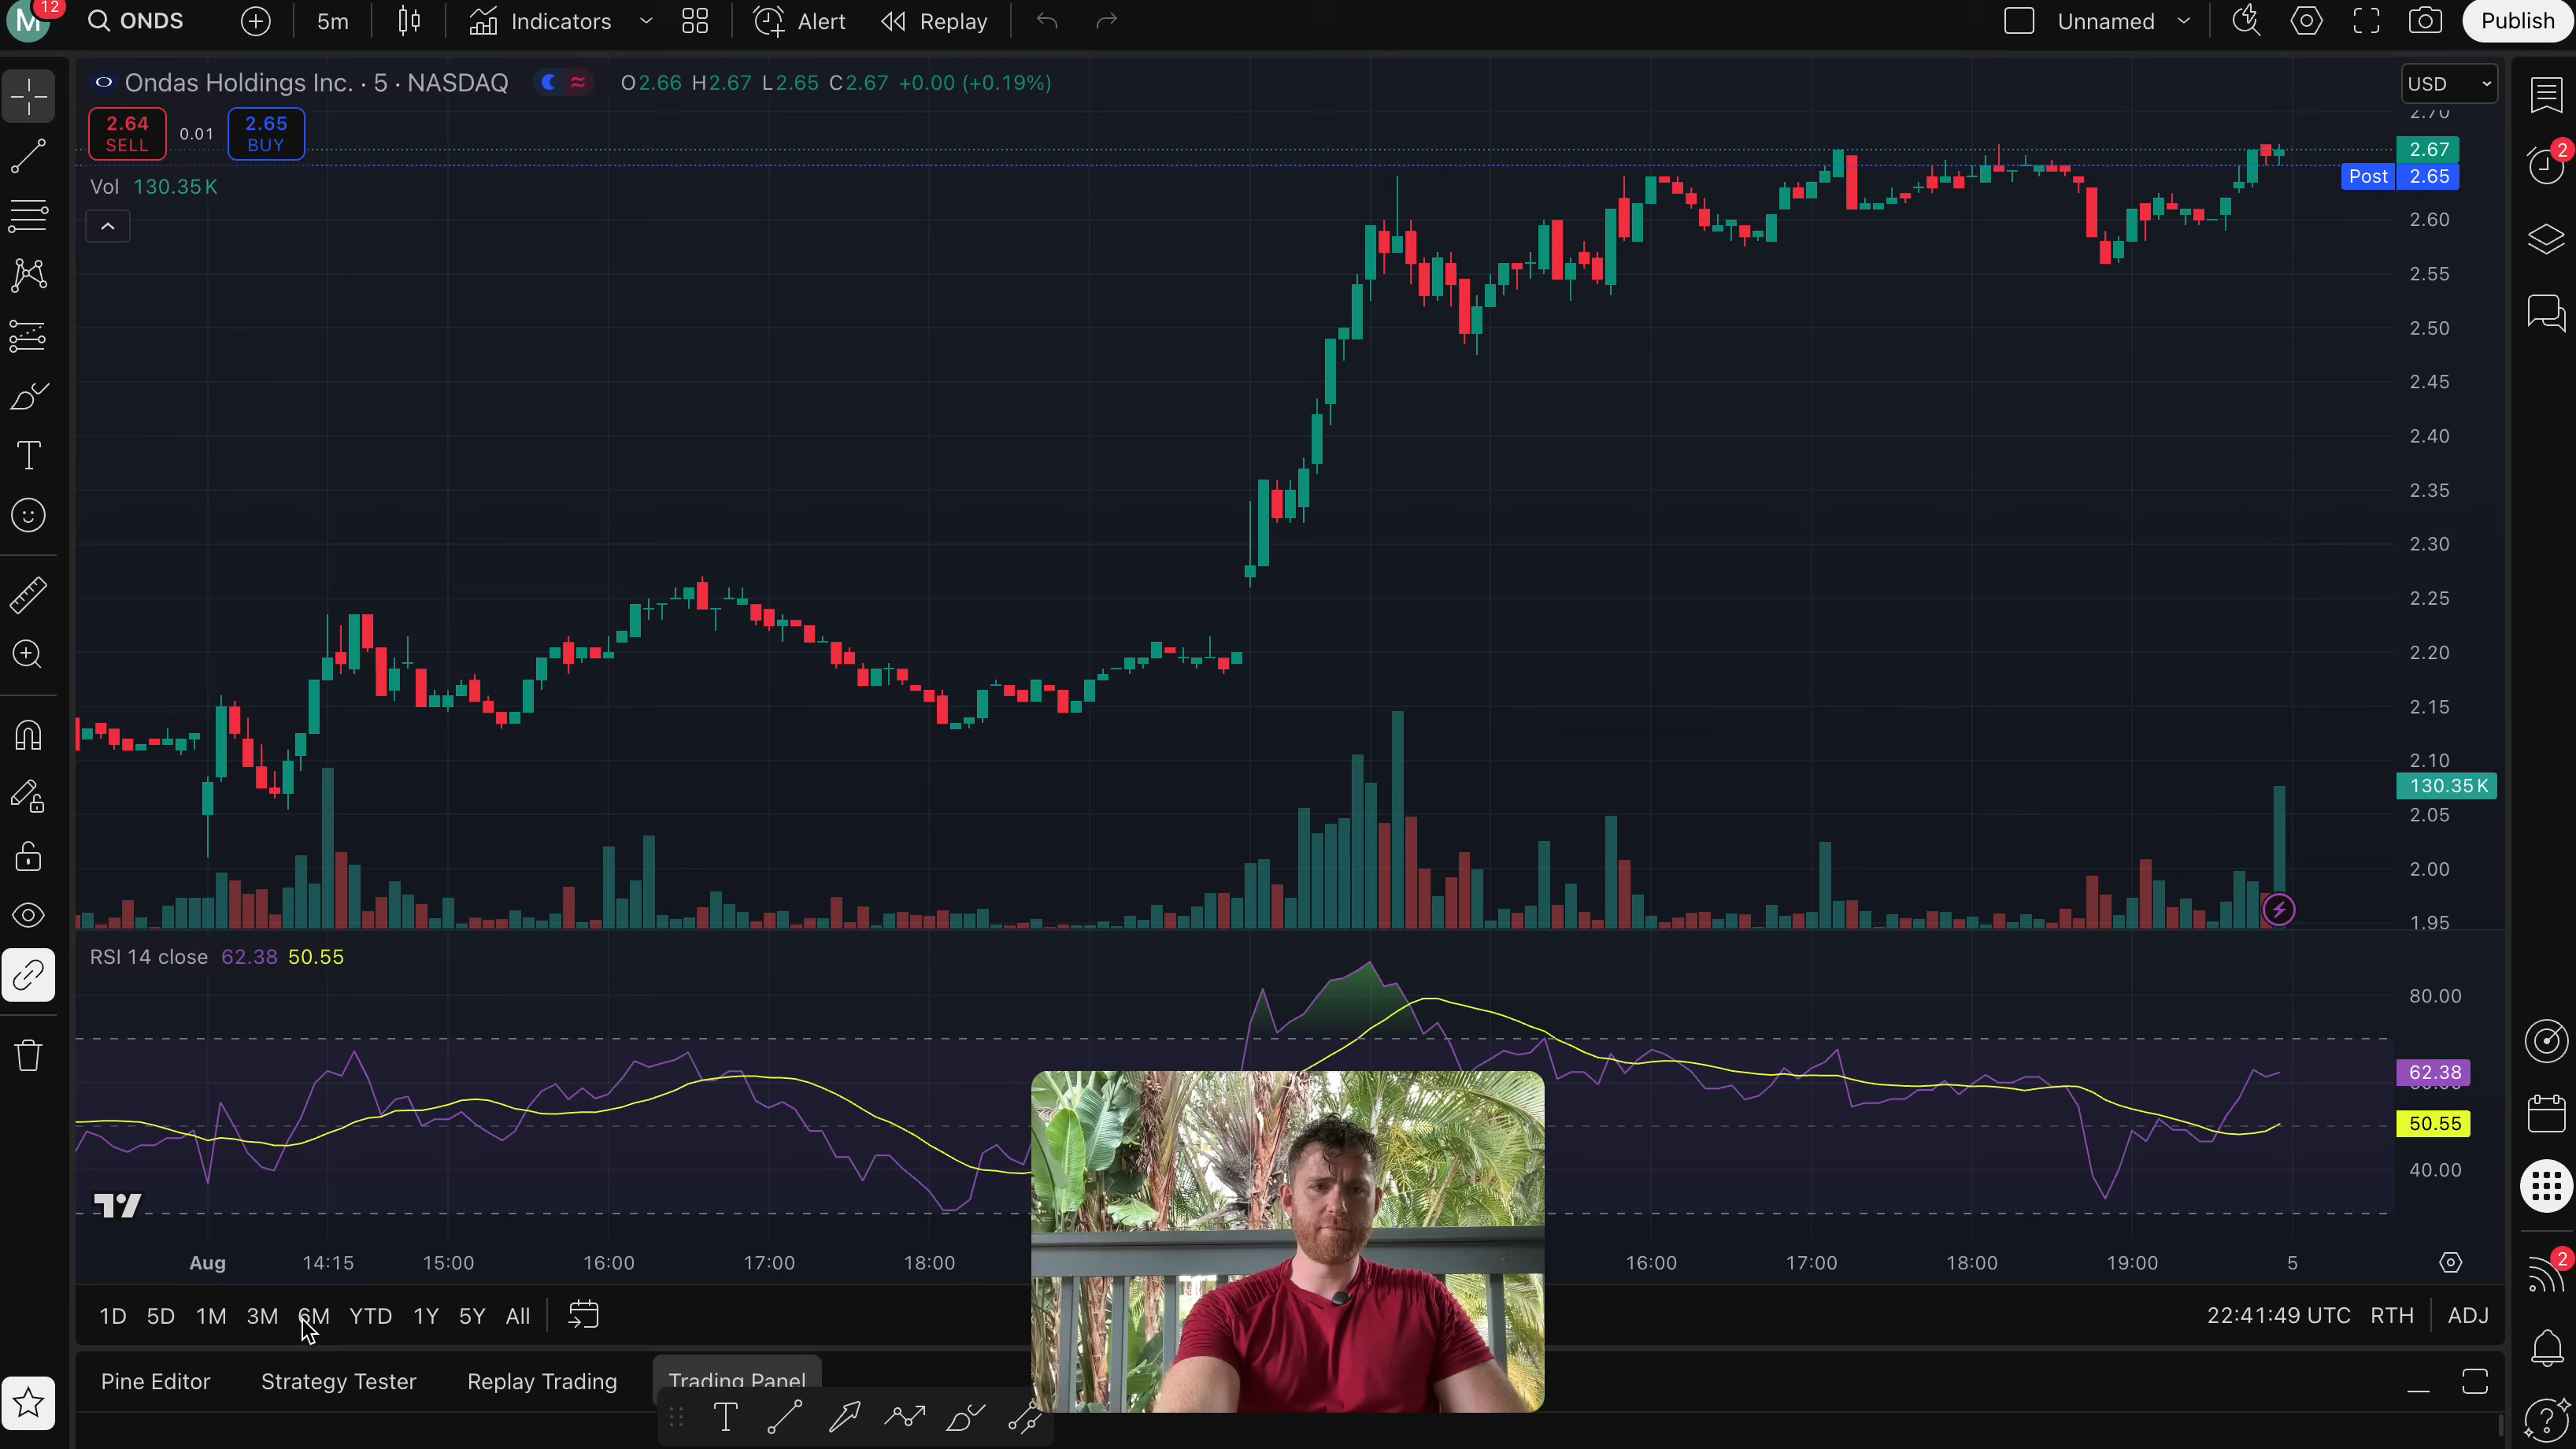 M 12 ONDS 5m Indicators Alert Replay Unnamed Publish
Ondas Holdings Inc. · 5 · NASDAQ O2.66 H2.67 L2.65 C2.67 +0.00 (+0.19%)
USD
2.64 SELL 0.01 2.65 BUY
2.70
2.67
Post 2.65
Vol 130.35K
2
2.60
2.55
2.50
2.45
2.40
2.35
2.30
2.25
2.20
2.15
2.10
130.35K
2.05
2.00
1.95
RSI 14 close 62.38 50.55
80.00
62.38
60.00
50.55
40.00
Aug 14:15 15:00 16:00 17:00 18:00 16:00 17:00 18:00 19:00 5
2
1D 5D 1M 3M 6M YTD 1Y 5Y All 22:41:49 UTC RTH ADJ
Pine Editor Strategy Tester Replay Trading Trading Panel